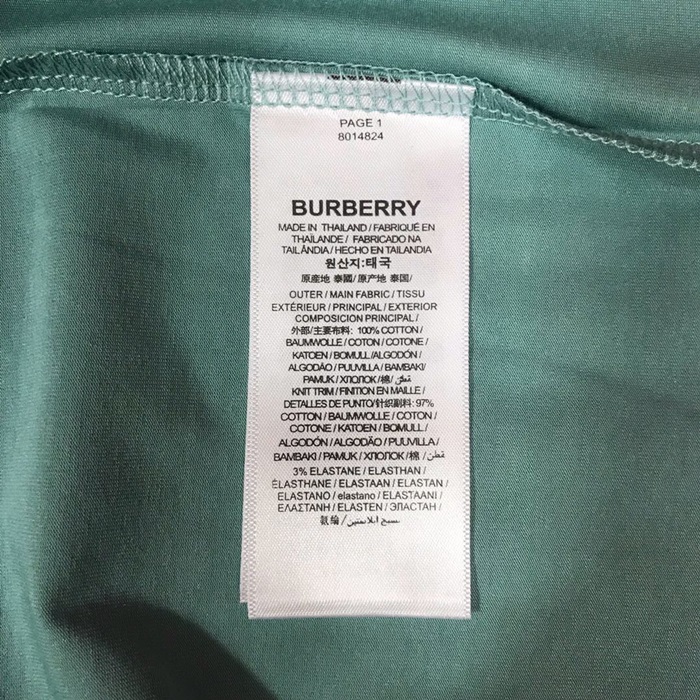 PAGE 1
8014824
BURBERRY
MADE IN THAILAND / FABRIQUÉ EN
THAÏLANDE / FABRICADO NA
TAILÂNDIA / HECHO EN TAILANDIA
원산지:태국
原産地 泰國/ 原产地 泰国/
OUTER / MAIN FABRIC / TISSU
EXTÉRIEUR / PRINCIPAL / EXTERIOR
COMPOSICION PRINCIPAL /
外部/主要布料: 100% COTTON /
BAUMWOLLE / COTON / COTONE /
KATOEN / BOMULL /ALGODÓN /
ALGODÃO / PUUVILLA / BAMBAKI/
PAMUK / ХЛОПОК /棉/ قطن /
KNIT TRIM / FINITION EN MAILLE /
DETALLES DE PUNTO/针织副料: 97%
COTTON / BAUMWOLLE / COTON /
COTONE / KATOEN / BOMULL /
ALGODÓN / ALGODÃO / PUUVILLA /
BAMBAKI / PAMUK / ХЛОПОК /棉 / قطن /
3% ELASTANE / ELASTHAN /
ÉLASTHANE / ELASTAAN / ELASTAN /
ELASTANO / elastano / ELASTAANI /
ΕΛΑΣΤΑΝΗ / ELASTEN / ЭЛАСТАН /
氨綸 / نسيج ايلاستين